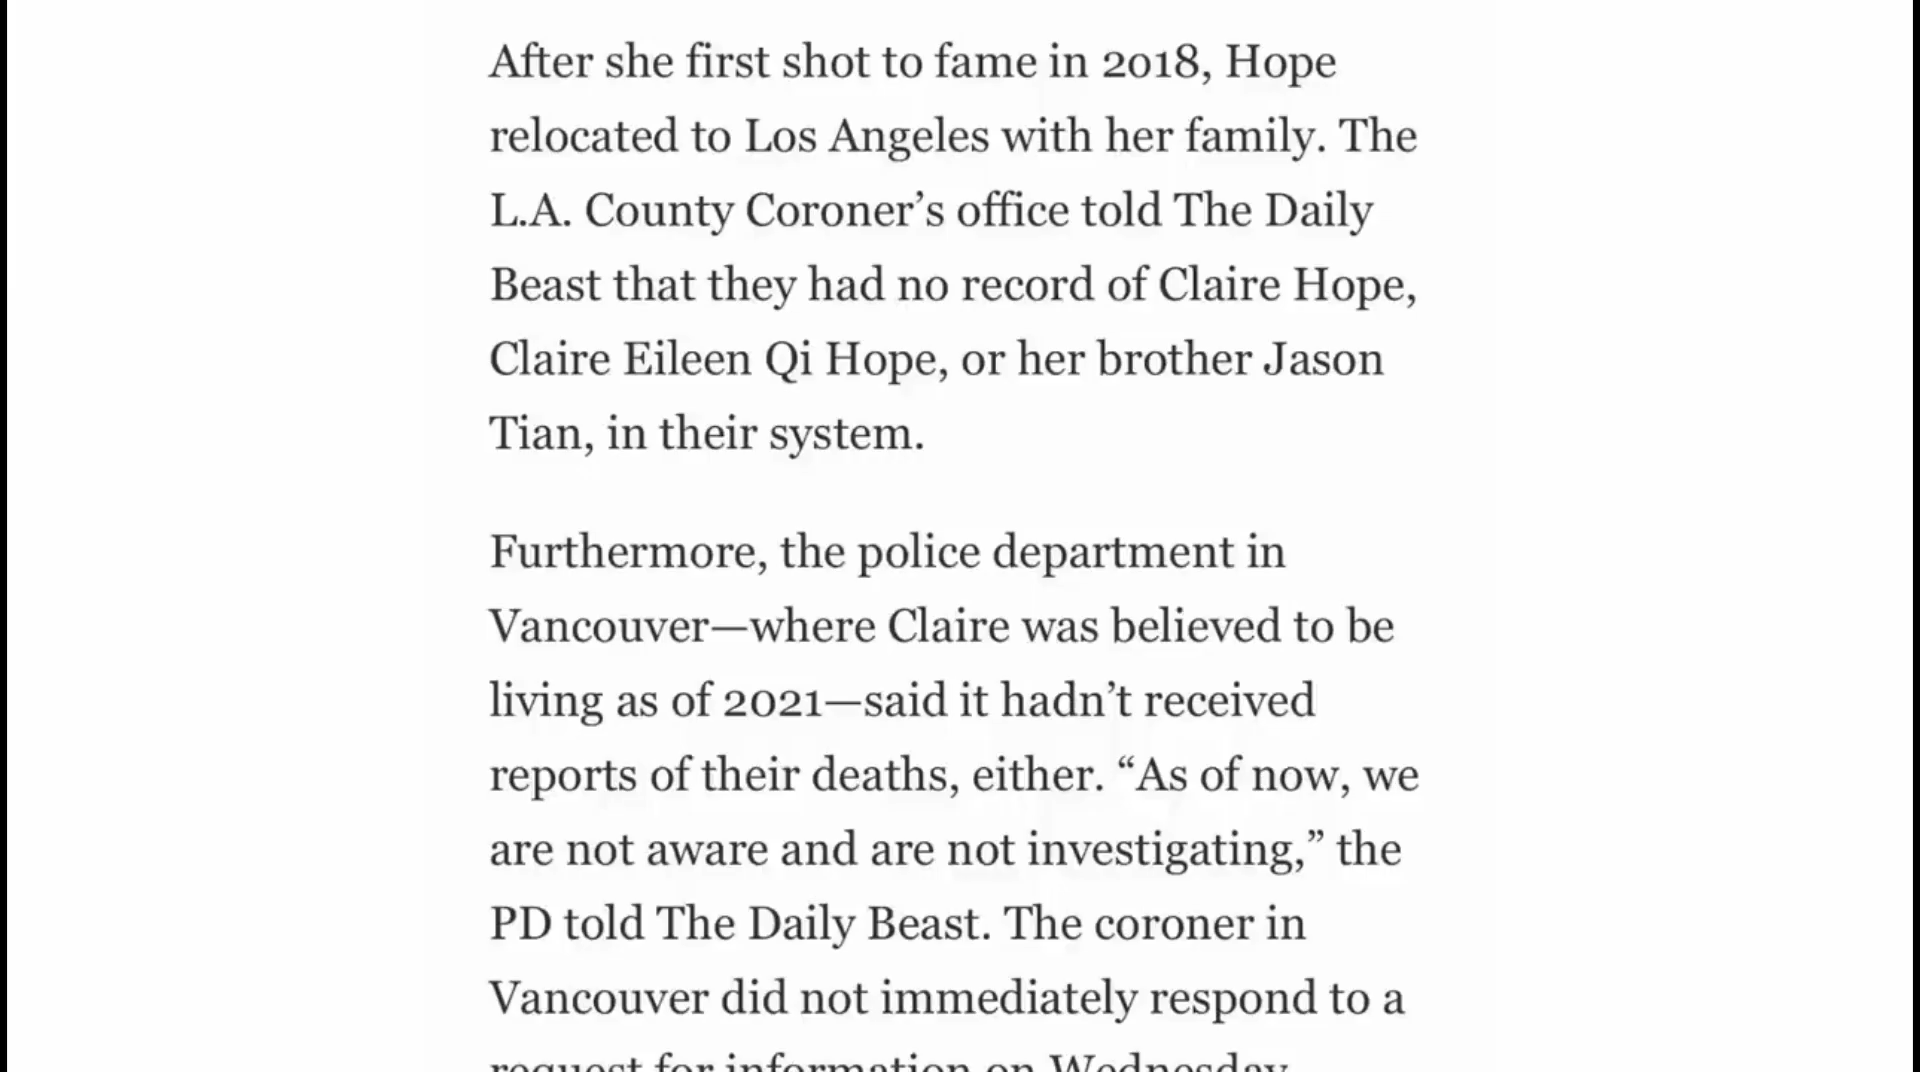 After she first shot to fame in 2018, Hope
relocated to Los Angeles with her family. The
L.A. County Coroner’s office told The Daily
Beast that they had no record of Claire Hope,
Claire Eileen Qi Hope, or her brother Jason
Tian, in their system.
Furthermore, the police department in
Vancouver—where Claire was believed to be
living as of 2021—said it hadn’t received
reports of their deaths, either. “As of now, we
are not aware and are not investigating,” the
PD told The Daily Beast. The coroner in
Vancouver did not immediately respond to a
request for information on Wednesday